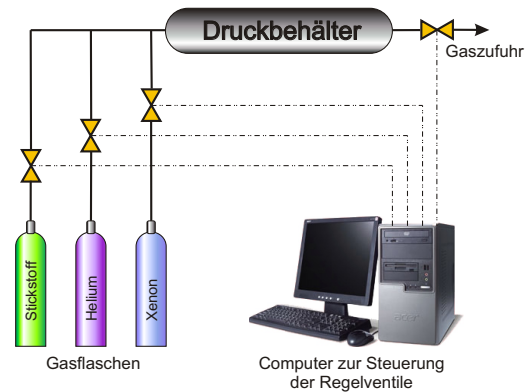 Druckbehälter
Gaszufuhr
Stickstoff
Helium
Xenon
Gasflaschen
Computer zur Steuerung
der Regelventile